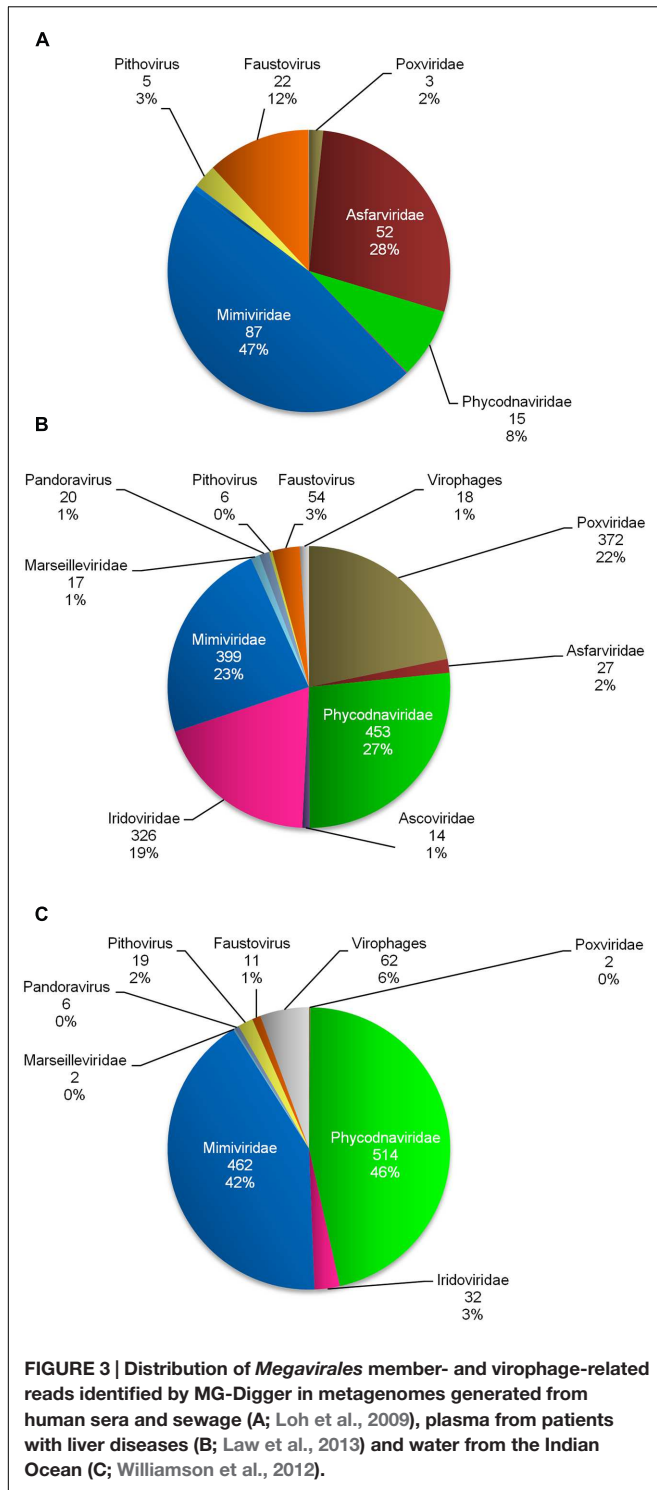 A
Pithovirus
5
3%
Faustovirus
22
12%
Poxviridae
3
2%
Asfarviridae
52
28%
Mimiviridae
87
47%
Phycodnaviridae
15
8%
B
Pandoravirus
20
1%
Pithovirus
6
0%
Faustovirus
54
3%
Virophages
18
1%
Poxviridae
372
22%
Marseilleviridae
17
1%
Mimiviridae
399
23%
Asfarviridae
27
2%
Phycodnaviridae
453
27%
Iridoviridae
326
19%
Ascoviridae
14
1%
C
Pithovirus
19
2%
Faustovirus
11
1%
Virophages
62
6%
Poxviridae
2
0%
Pandoravirus
6
0%
Marseilleviridae
2
0%
Mimiviridae
462
42%
Phycodnaviridae
514
46%
Iridoviridae
32
3%
FIGURE 3 | Distribution of Megavirales member- and virophage-related
reads identified by MG-Digger in metagenomes generated from
human sera and sewage (A; Loh et al., 2009), plasma from patients
with liver diseases (B; Law et al., 2013) and water from the Indian
Ocean (C; Williamson et al., 2012).